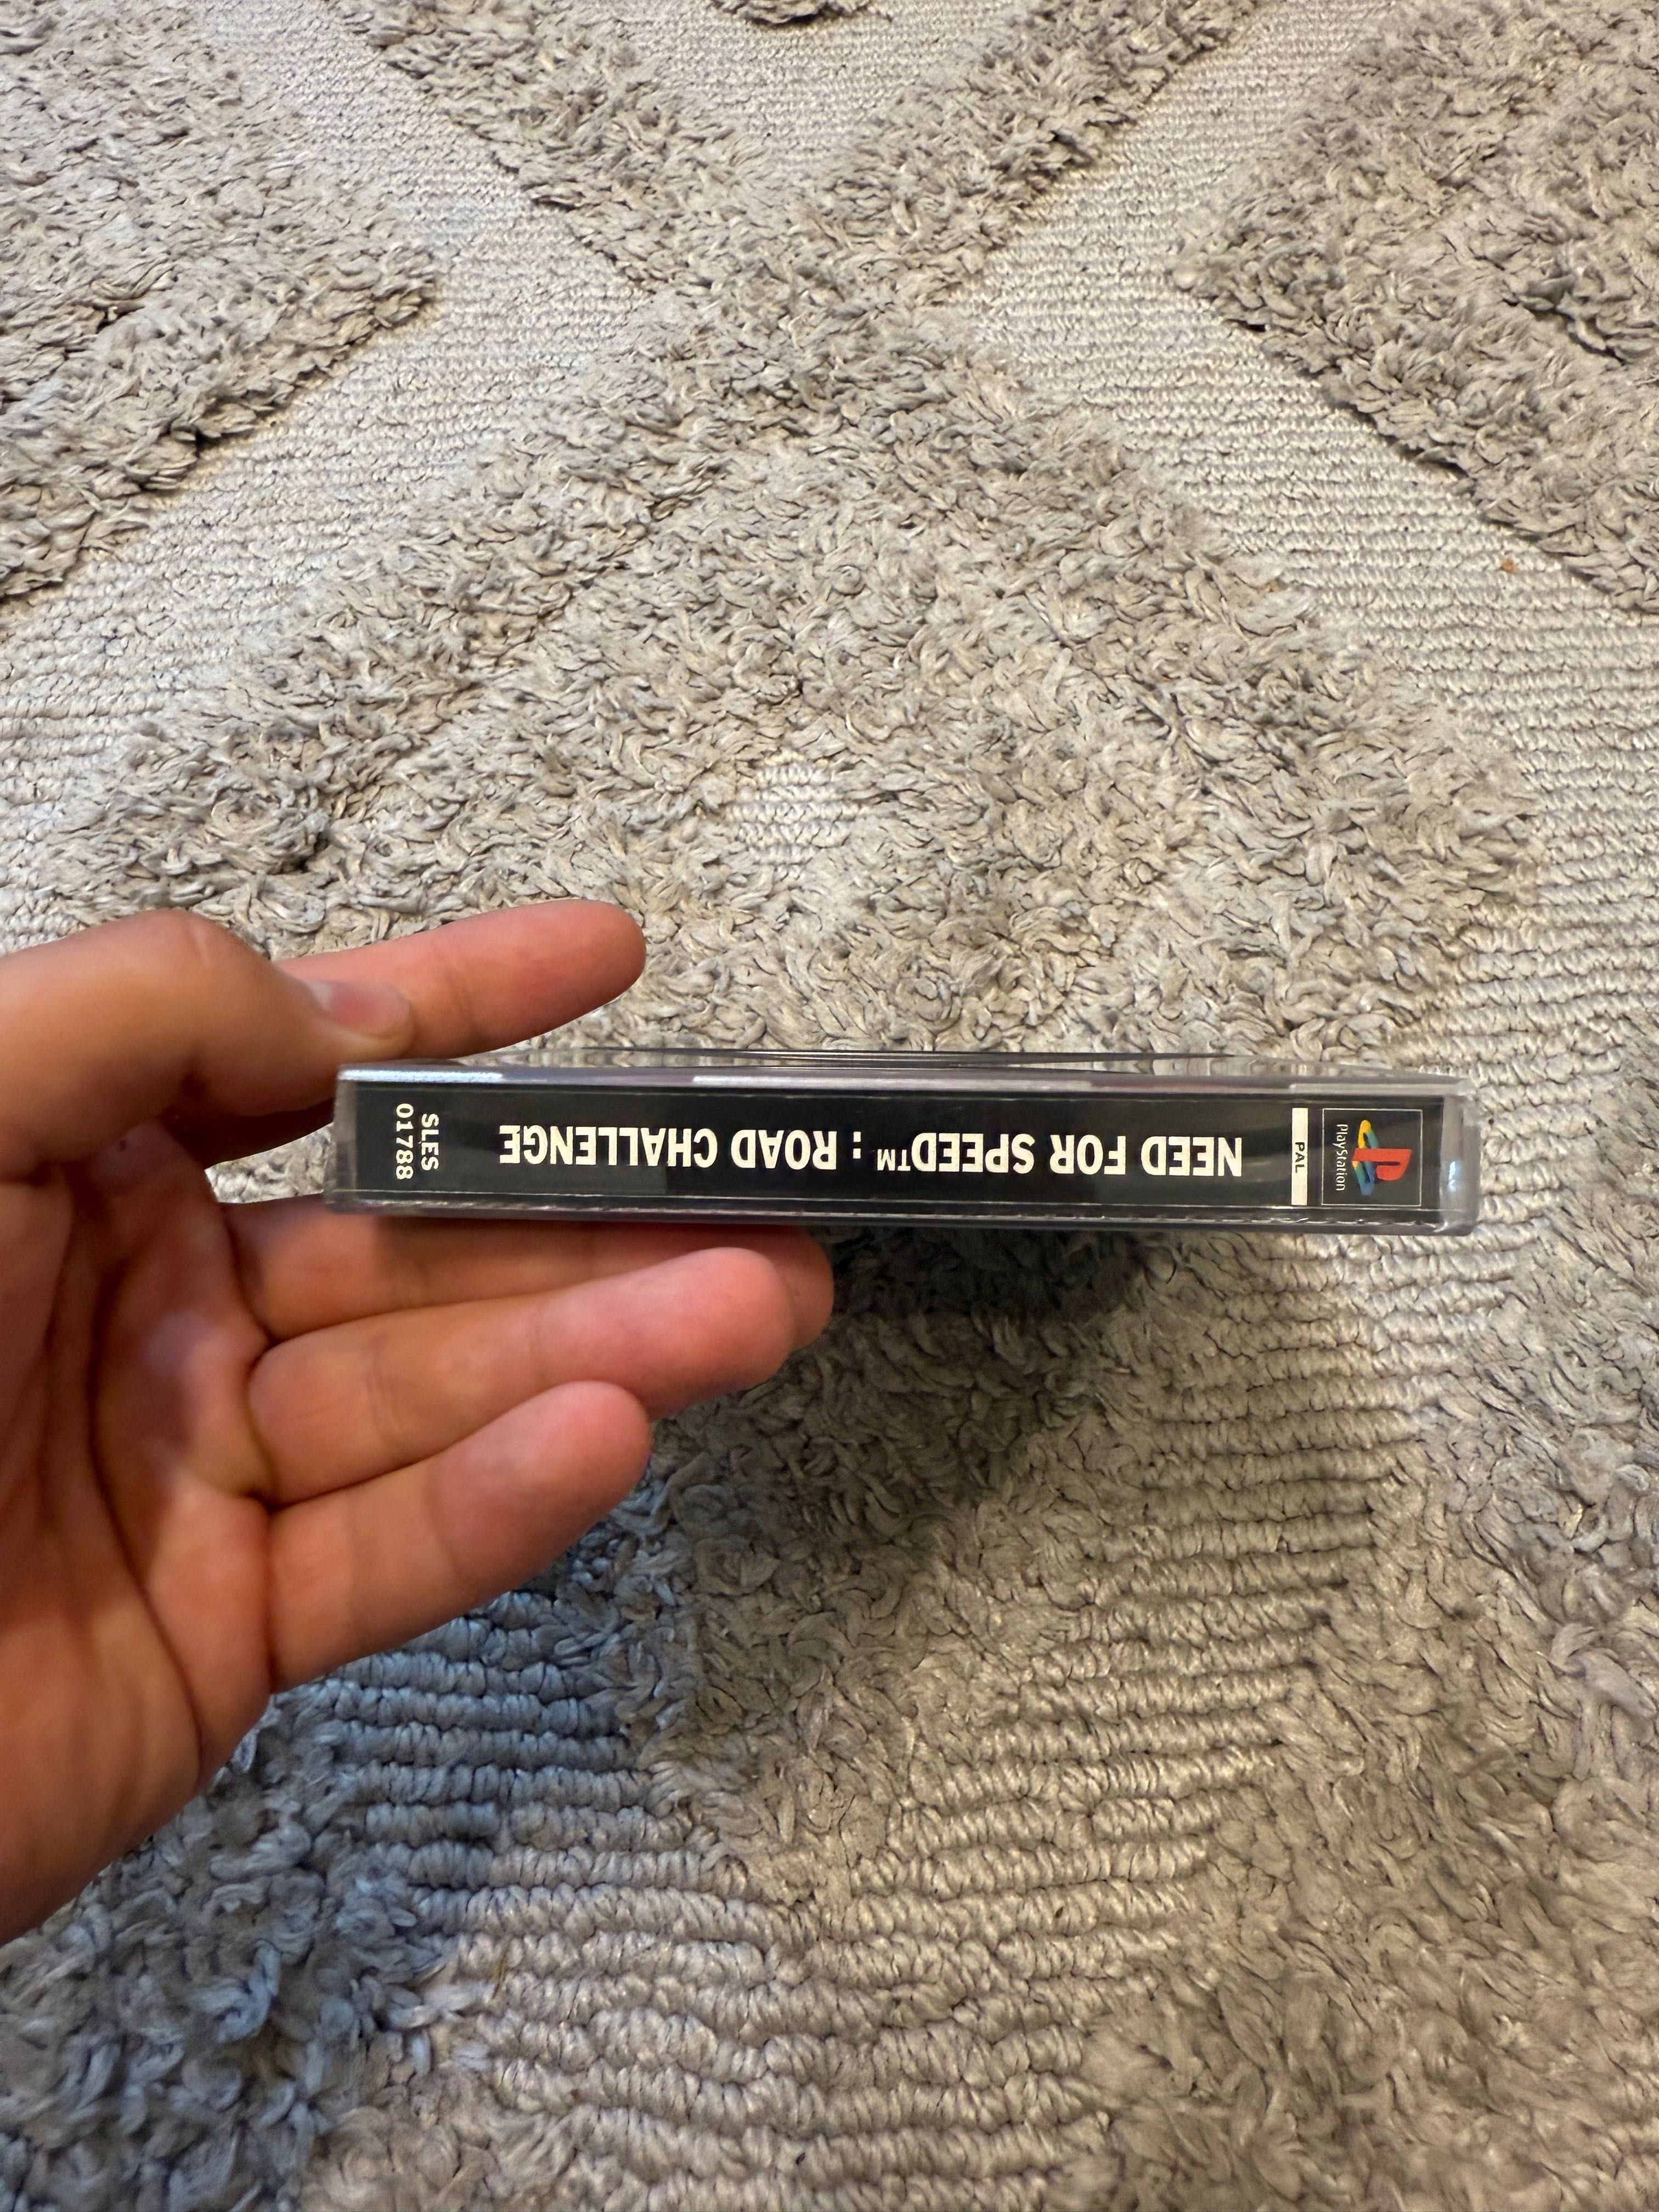 PlayStation
PAL
NEED FOR SPEED™ : ROAD CHALLENGE
SLES
01788